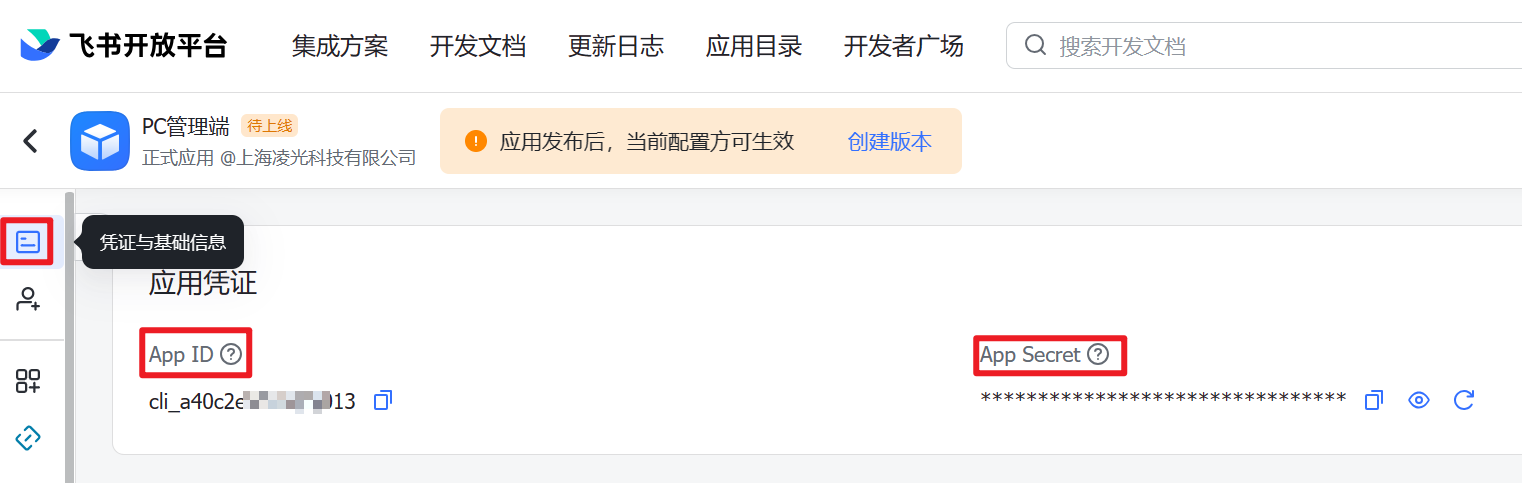 飞书开放平台 集成方案 开发文档 更新日志 应用目录 开发者广场 搜索开发文档
PC管理端 待上线
正式应用 @上海凌光科技有限公司
应用发布后，当前配置方可生效 创建版本
凭证与基础信息
应用凭证
App ID App Secret
cli_a40c2e 013 ********************************